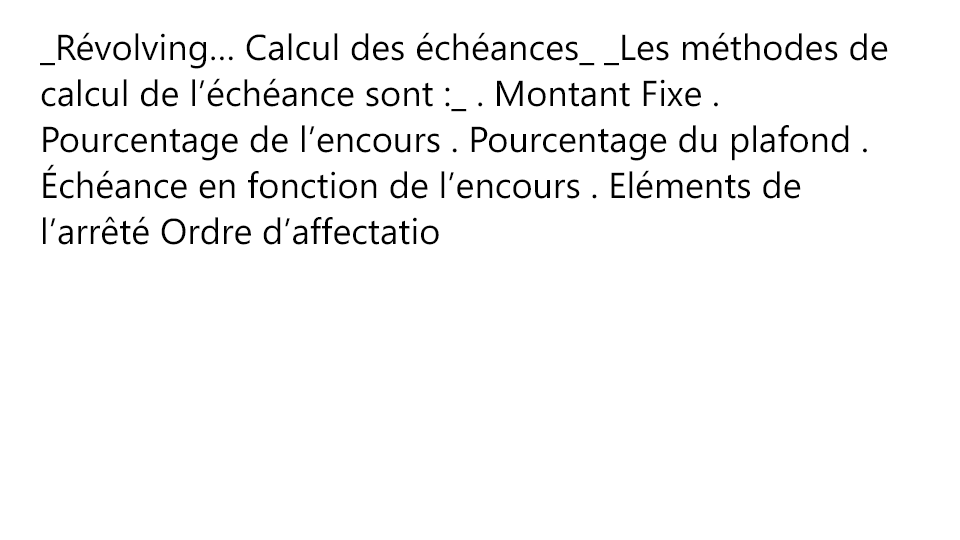 _Révolving… Calcul des échéances_ _Les méthodes de
calcul de l’échéance sont :_ . Montant Fixe .
Pourcentage de l’encours . Pourcentage du plafond .
Échéance en fonction de l’encours . Eléments de
l’arrêté Ordre d’affectatio